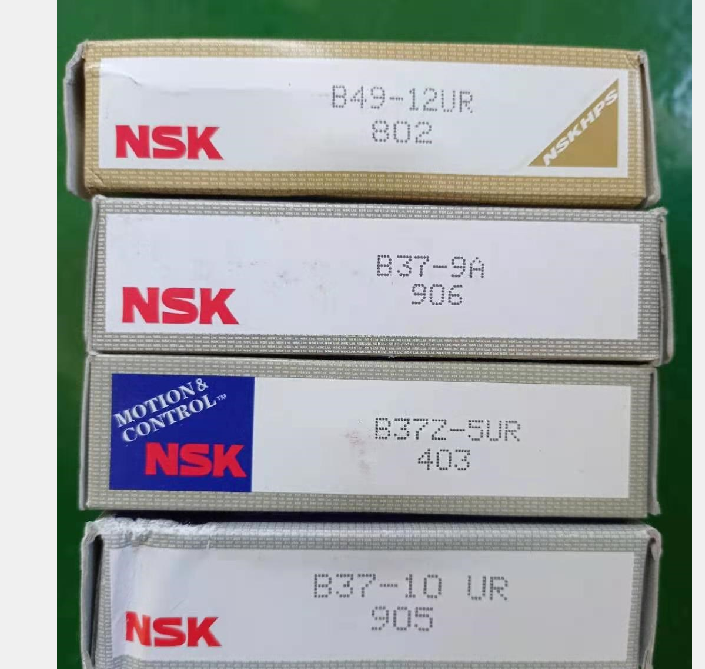 B49-12UR
802
NSK
NSKHPS
B37-9A
906
NSK
MOTION &
CONTROL™
NSK
B37Z-5UR
403
B37-10 UR
905
NSK